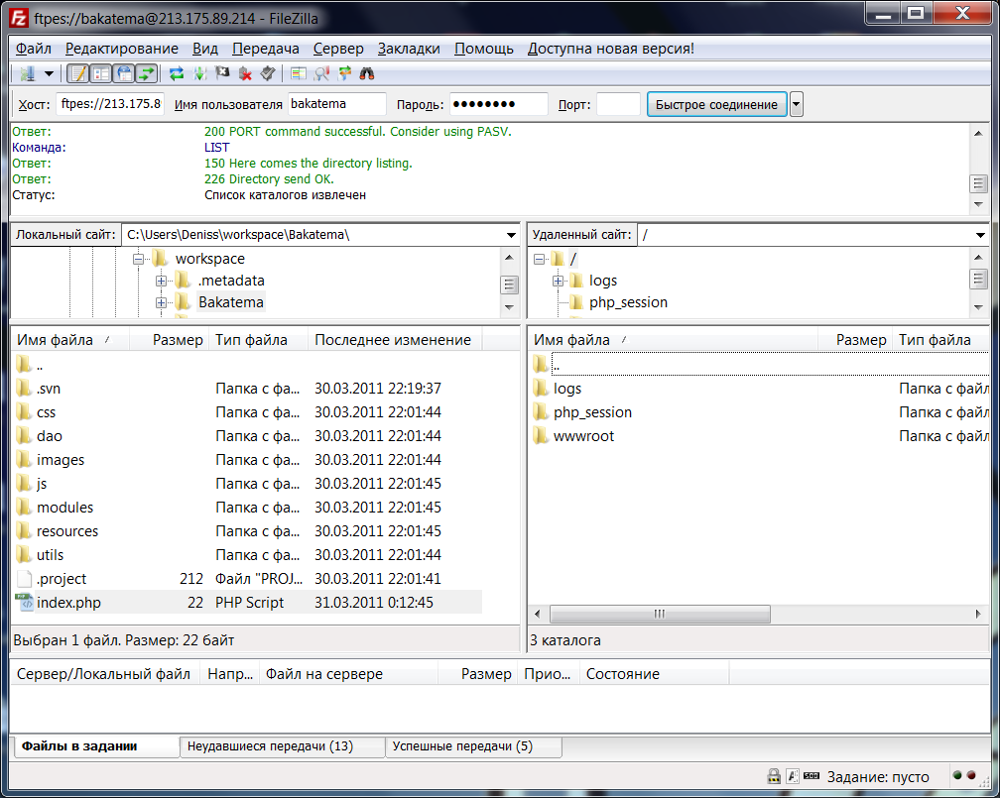 ftpes://bakatema@213.175.89.214 - FileZilla
Файл Редактирование Вид Передача Сервер Закладки Помощь Доступна новая версия!
Хост: ftpes://213.175.8 Имя пользователя bakatema Пароль: ●●●●●●●● Порт: Быстрое соединение
Ответ: 200 PORT command successful. Consider using PASV.
Команда: LIST
Ответ: 150 Here comes the directory listing.
Ответ: 226 Directory send OK.
Статус: Список каталогов извлечен
Локальный сайт: C:\Users\Deniss\workspace\Bakatema\
workspace
.metadata
Bakatema
Удаленный сайт: /
/
logs
php_session
Имя файла / Размер Тип файла Последнее изменение
..
.svn Папка с фа... 30.03.2011 22:19:37
css Папка с фа... 30.03.2011 22:01:44
dao Папка с фа... 30.03.2011 22:01:44
images Папка с фа... 30.03.2011 22:01:44
js Папка с фа... 30.03.2011 22:01:45
modules Папка с фа... 30.03.2011 22:01:45
resources Папка с фа... 30.03.2011 22:01:45
utils Папка с фа... 30.03.2011 22:01:44
.project 212 Файл "PROJ... 30.03.2011 22:01:41
index.php 22 PHP Script 31.03.2011 0:12:45
Выбран 1 файл. Размер: 22 байт
Имя файла / Размер Тип файла
..
logs Папка с файл
php_session Папка с файл
wwwroot Папка с файл
3 каталога
Сервер/Локальный файл Напр... Файл на сервере Размер Прио... Состояние
Файлы в задании Неудавшиеся передачи (13) Успешные передачи (5)
Задание: пусто